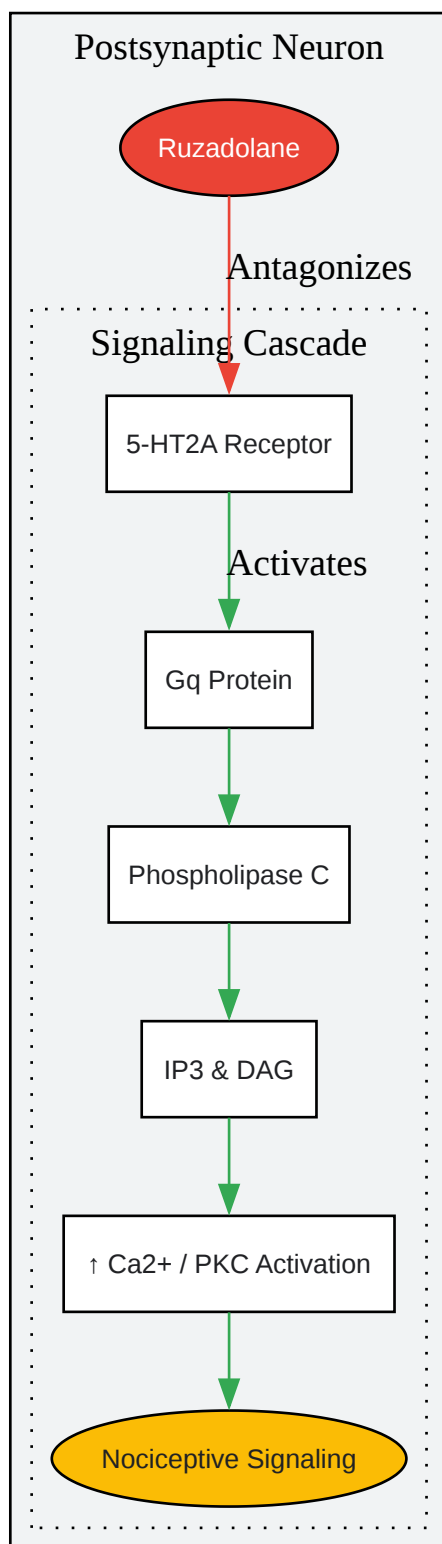 Postsynaptic Neuron
Ruzadolane
Antagonizes
Signaling Cascade
5-HT2A Receptor
Activates
Gq Protein
Phospholipase C
IP3 & DAG
↑ Ca2+ / PKC Activation
Nociceptive Signaling